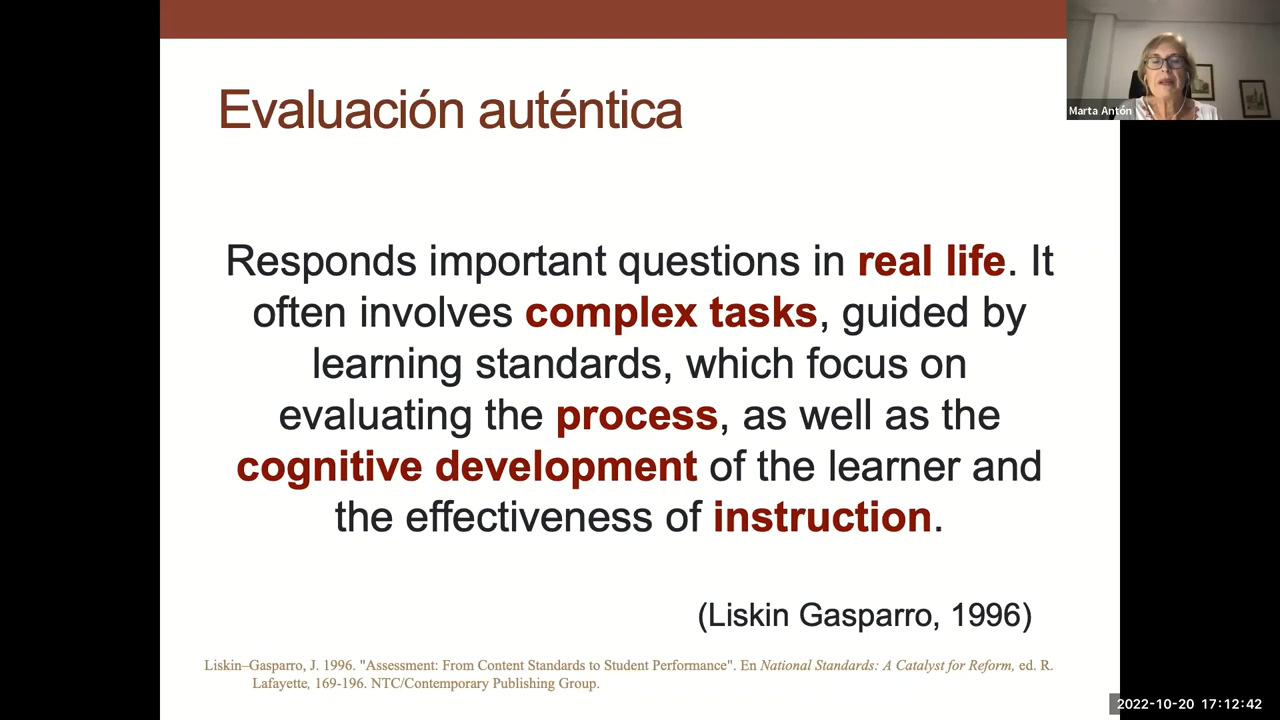 Evaluación auténtica
Marta Antón
Responds important questions in real life. It
often involves complex tasks, guided by
learning standards, which focus on
evaluating the process, as well as the
cognitive development of the learner and
the effectiveness of instruction.
(Liskin Gasparro, 1996)
Liskin–Gasparro, J. 1996. "Assessment: From Content Standards to Student Performance". En National Standards: A Catalyst for Reform, ed. R.
Lafayette, 169-196. NTC/Contemporary Publishing Group.
2022-10-20 17:12:42